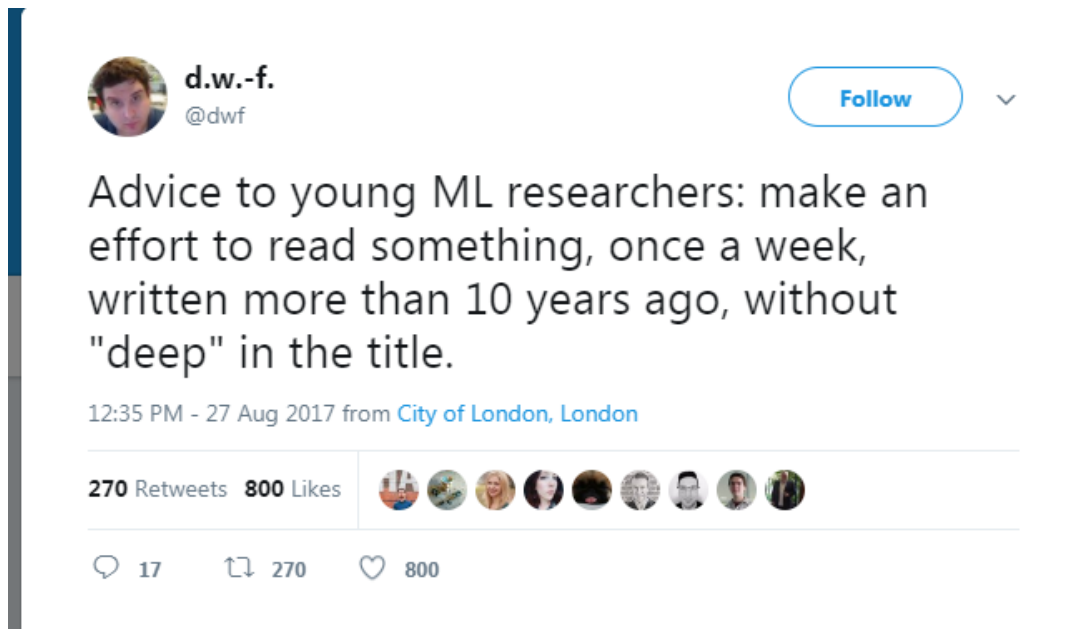 d.w.-f.
@dwf
Follow
Advice to young ML researchers: make an
effort to read something, once a week,
written more than 10 years ago, without
"deep" in the title.
12:35 PM - 27 Aug 2017 from City of London, London
270 Retweets 800 Likes
17 270 800